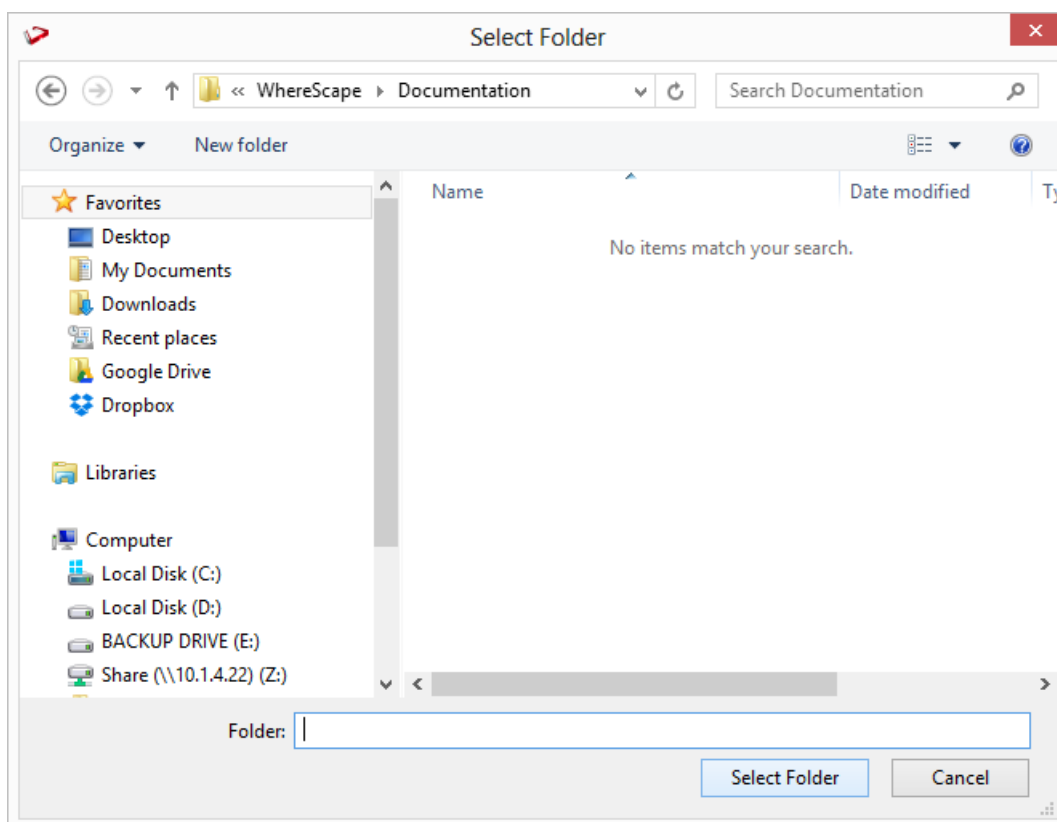 Select Folder
« WhereScape Documentation
Search Documentation
Organize
New folder
Name
Date modified
Ty
No items match your search.
Favorites
Desktop
My Documents
Downloads
Recent places
Google Drive
Dropbox
Libraries
Computer
Local Disk (C:)
Local Disk (D:)
BACKUP DRIVE (E:)
Share (\\10.1.4.22) (Z:)
Folder:
Select Folder
Cancel